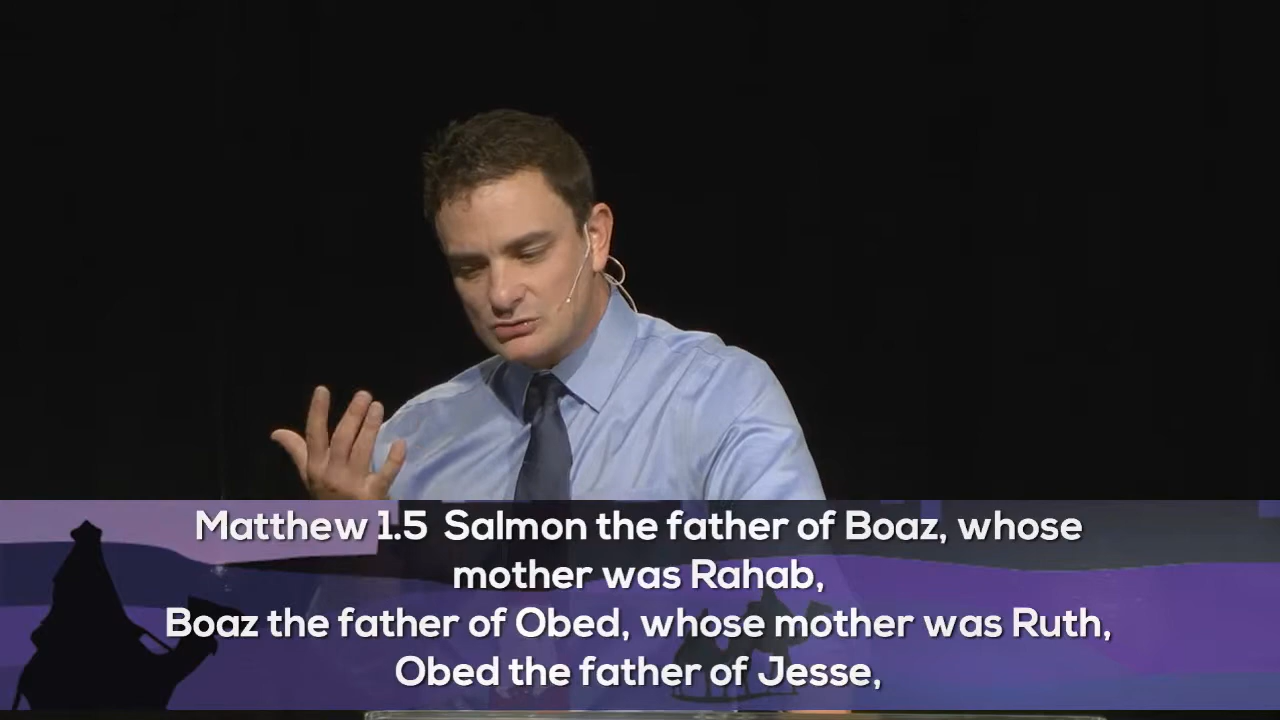 Matthew 1.5  Salmon the father of Boaz, whose
mother was Rahab,
Boaz the father of Obed, whose mother was Ruth,
Obed the father of Jesse,